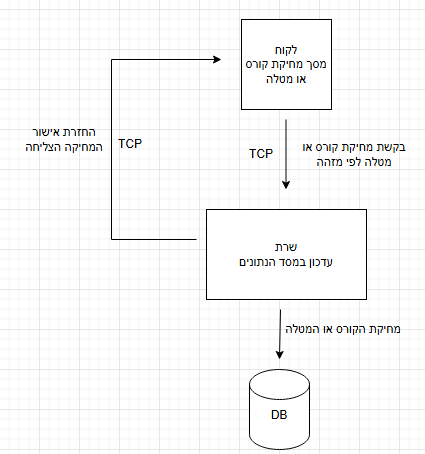 לקוח
מסך מחיקת קורס
או מטלה
החזרת אישור
המחיקה הצליחה
TCP
TCP
בקשת מחיקת קורס או
מטלה לפי מזהה
שרת
עדכון במסד הנתונים
מחיקת הקורס או המטלה
DB